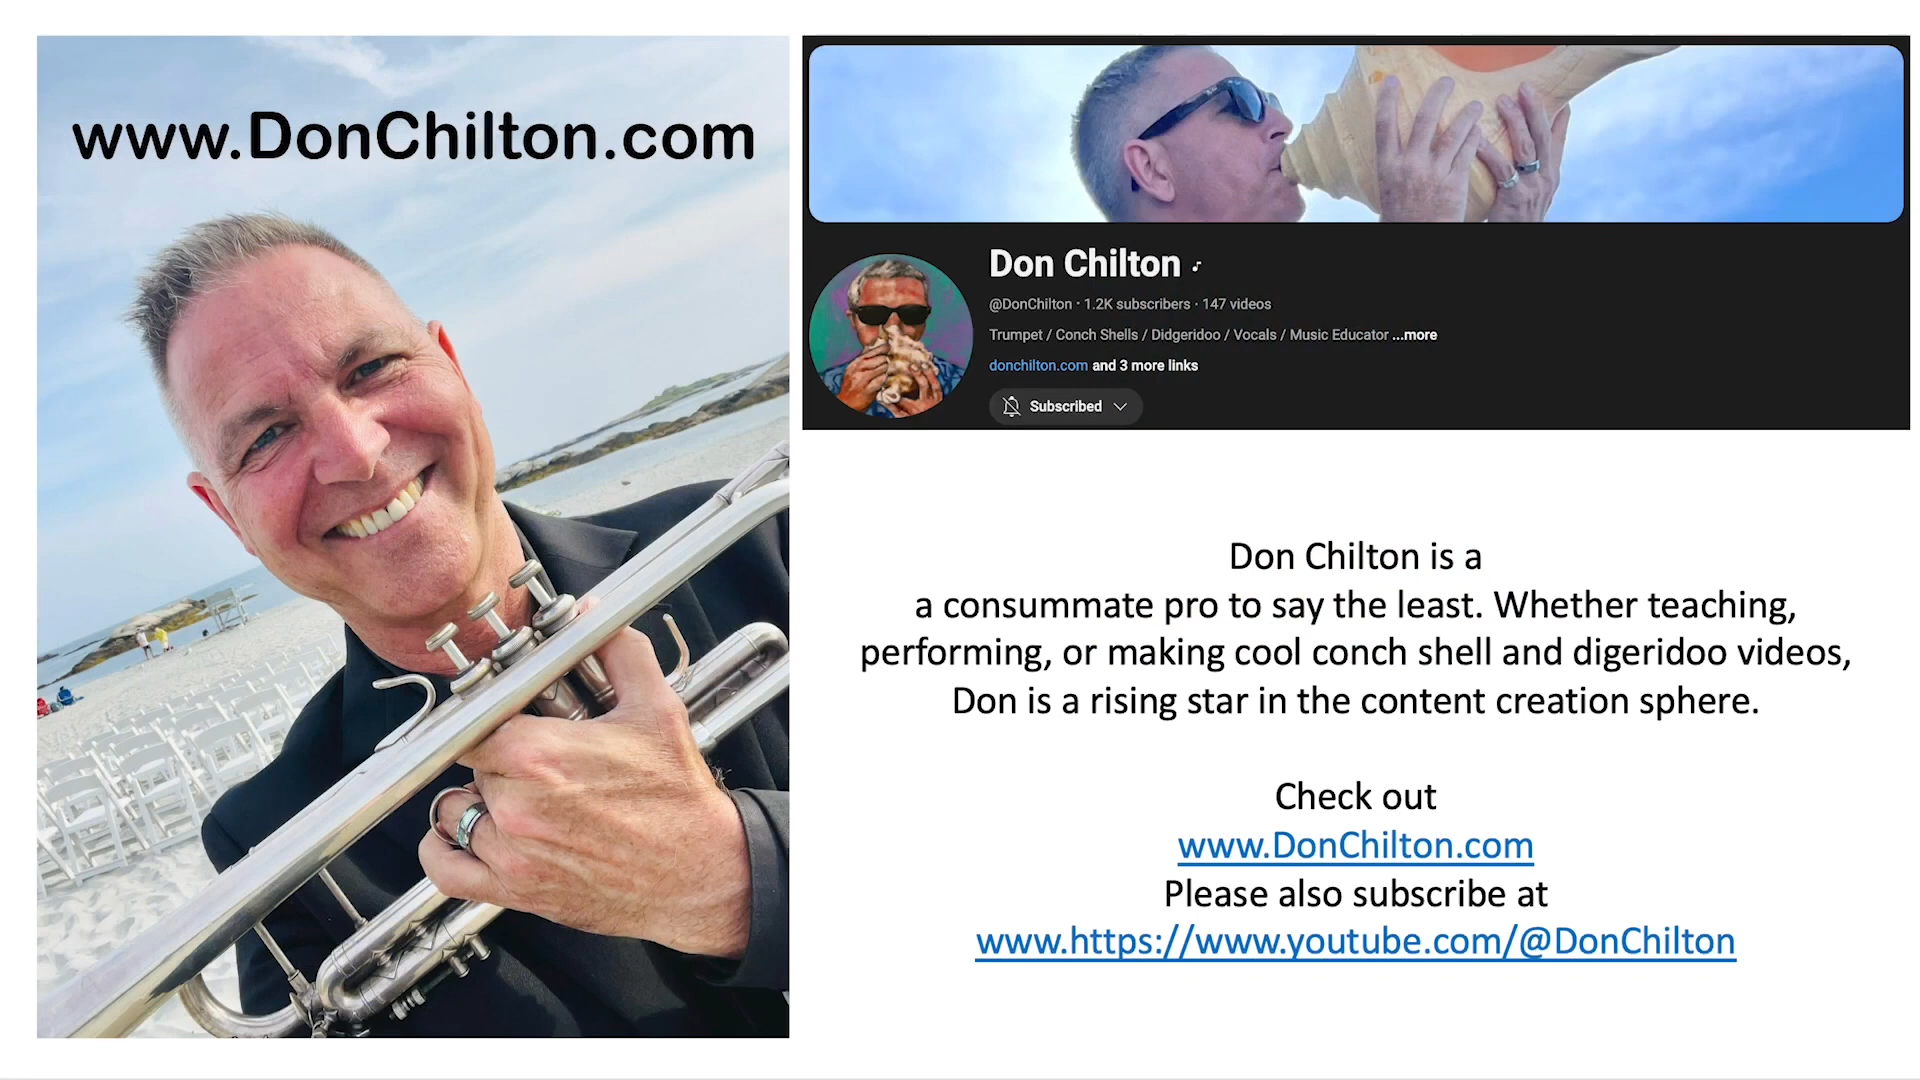 www.DonChilton.com
Don Chilton
@DonChilton · 1.2K subscribers · 147 videos
Trumpet / Conch Shells / Didgeridoo / Vocals / Music Educator ...more
donchilton.com and 3 more links
Subscribed
Don Chilton is a
a consummate pro to say the least. Whether teaching,
performing, or making cool conch shell and digeridoo videos,
Don is a rising star in the content creation sphere.
Check out
www.DonChilton.com
Please also subscribe at
www.https://www.youtube.com/@DonChilton